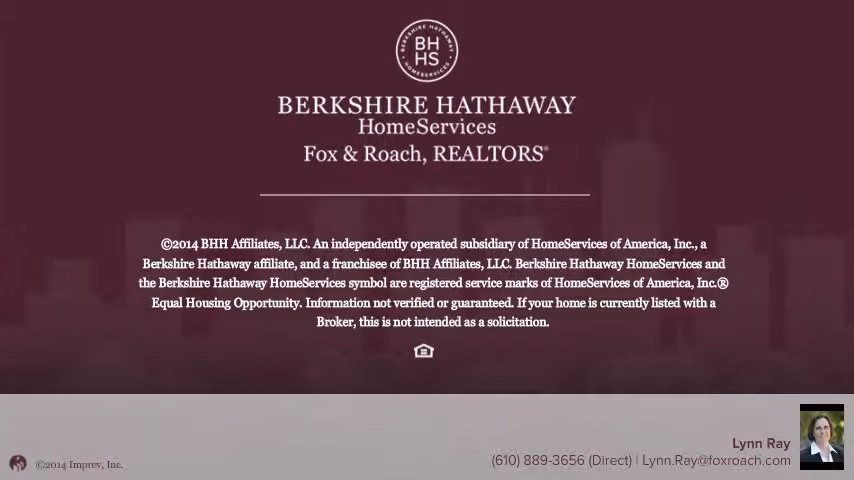 BERKSHIRE HATHAWAY HOMESERVICES
BH
HS
BERKSHIRE HATHAWAY
HomeServices
Fox & Roach, REALTORS®
©2014 BHH Affiliates, LLC. An independently operated subsidiary of HomeServices of America, Inc., a
Berkshire Hathaway affiliate, and a franchisee of BHH Affiliates, LLC. Berkshire Hathaway HomeServices and
the Berkshire Hathaway HomeServices symbol are registered service marks of HomeServices of America, Inc.®
Equal Housing Opportunity. Information not verified or guaranteed. If your home is currently listed with a
Broker, this is not intended as a solicitation.
Lynn Ray
(610) 889-3656 (Direct) | Lynn.Ray@foxroach.com
©2014 Imprev, Inc.